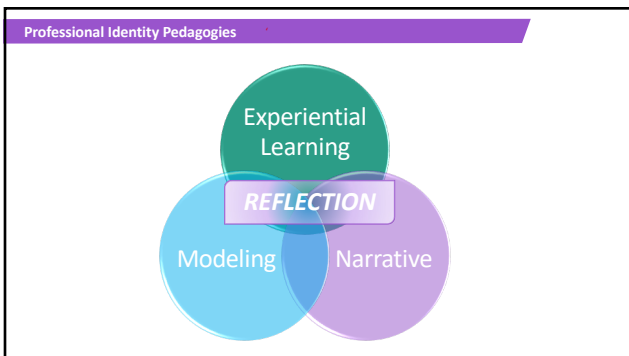 Professional Identity Pedagogies
Experiential
Learning
REFLECTION
Modeling
Narrative